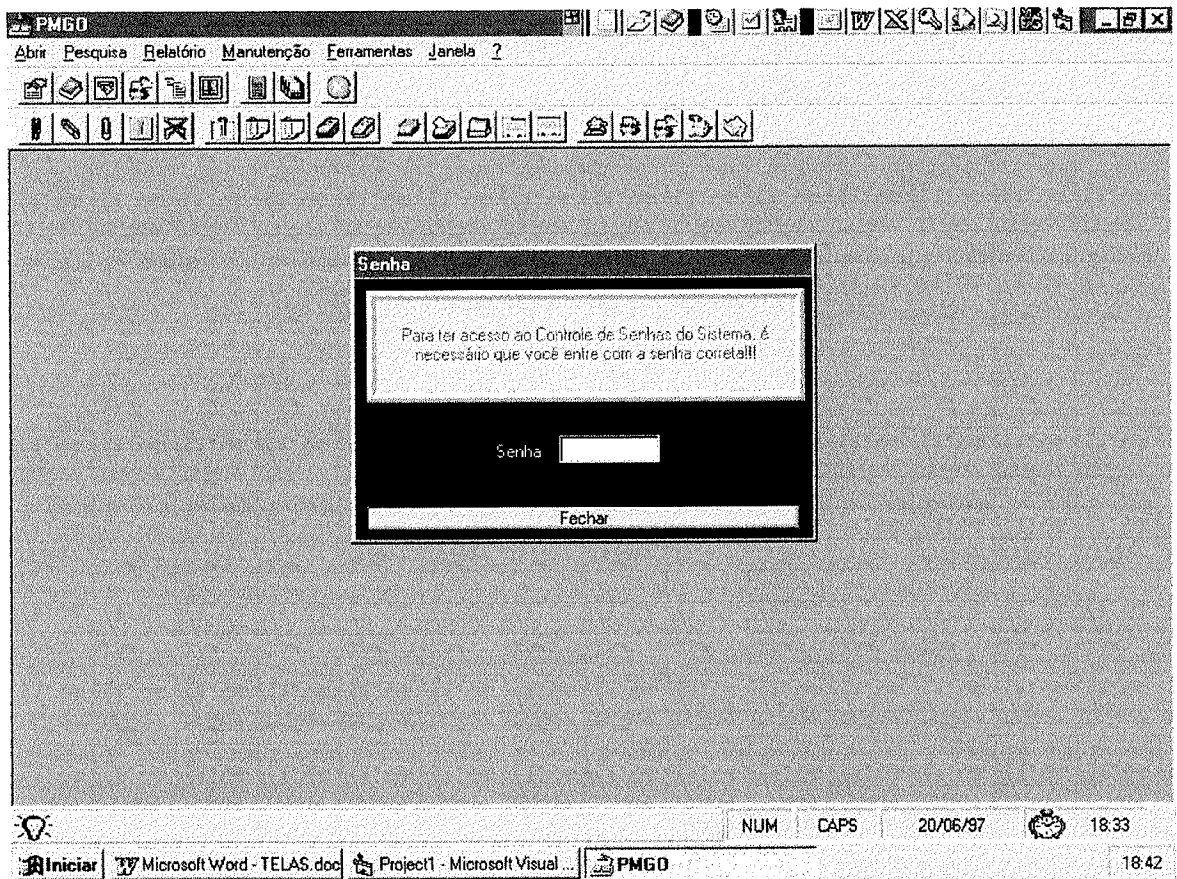 PMGO
Abrir Pesquisa Relatório Manutenção Ferramentas Janela ?
Senha
Para ter acesso ao Controle de Senhas do Sistema, é
necessário que você entre com a senha correta!!!
Senha
Fechar
NUM CAPS 20/06/97 18:33
Iniciar Microsoft Word - TELAS.doc Project1 - Microsoft Visual ... PMGO 18:42